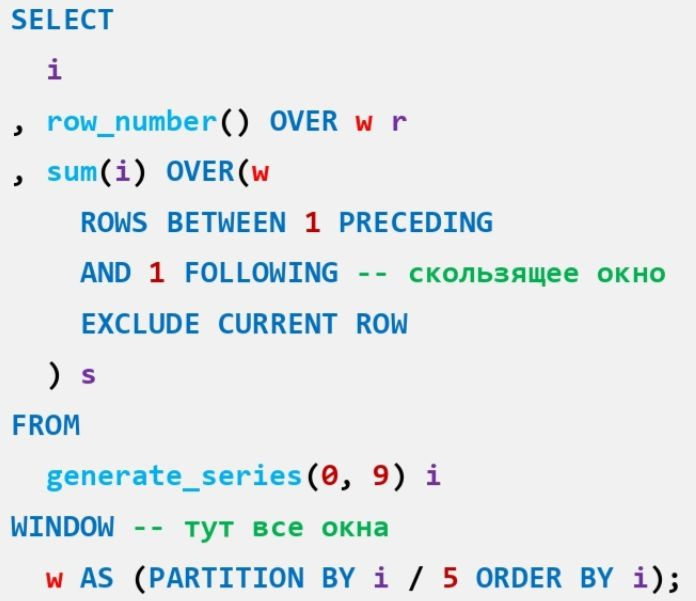 SELECT
i
, row_number() OVER w r
, sum(i) OVER(w
ROWS BETWEEN 1 PRECEDING
AND 1 FOLLOWING -- скользящее окно
EXCLUDE CURRENT ROW
) s
FROM
generate_series(0, 9) i
WINDOW -- тут все окна
w AS (PARTITION BY i / 5 ORDER BY i);